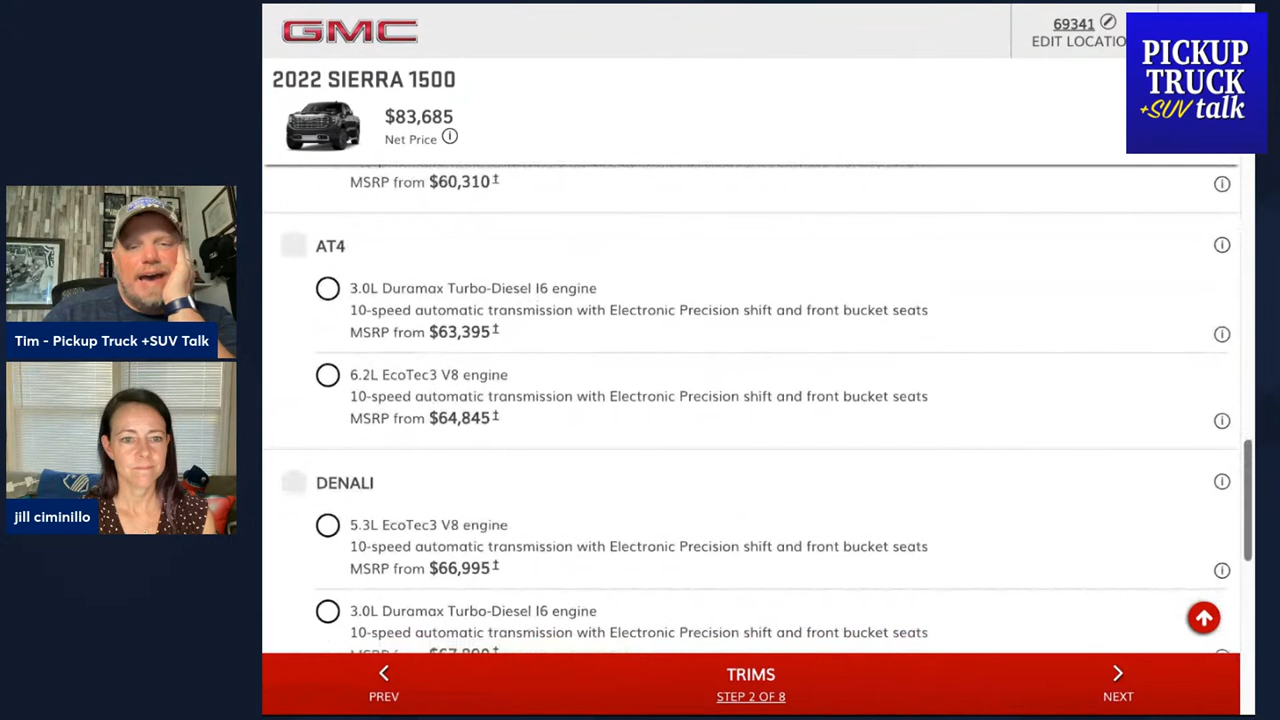 GMC
69341
EDIT LOCATIO
PICKUP
TRUCK
+SUV talk
2022 SIERRA 1500
$83,685
Net Price
MSRP from $60,310‡
AT4
3.0L Duramax Turbo-Diesel I6 engine
10-speed automatic transmission with Electronic Precision shift and front bucket seats
MSRP from $63,395‡
6.2L EcoTec3 V8 engine
10-speed automatic transmission with Electronic Precision shift and front bucket seats
MSRP from $64,845‡
DENALI
5.3L EcoTec3 V8 engine
10-speed automatic transmission with Electronic Precision shift and front bucket seats
MSRP from $66,995‡
3.0L Duramax Turbo-Diesel I6 engine
10-speed automatic transmission with Electronic Precision shift and front bucket seats
MSRP from
PREV
TRIMS
STEP 2 OF 8
NEXT
Tim - Pickup Truck +SUV Talk
jill ciminillo